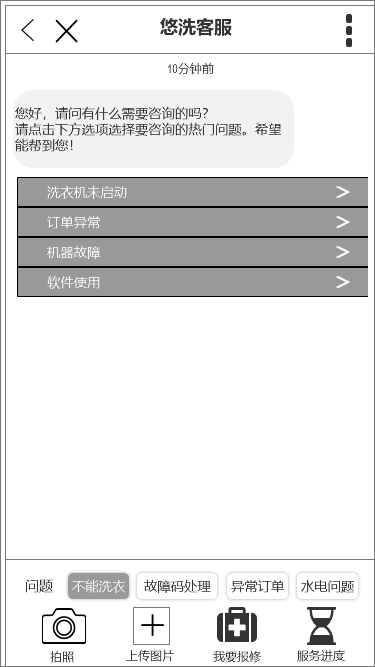 悠洗客服
10分钟前
您好，请问有什么需要咨询的吗？
请点击下方选项选择要咨询的热门问题。希望
能帮到您！
洗衣机未启动
订单异常
机器故障
软件使用
问题 不能洗衣 故障码处理 异常订单 水电问题
拍照 上传图片 我要报修 服务进度